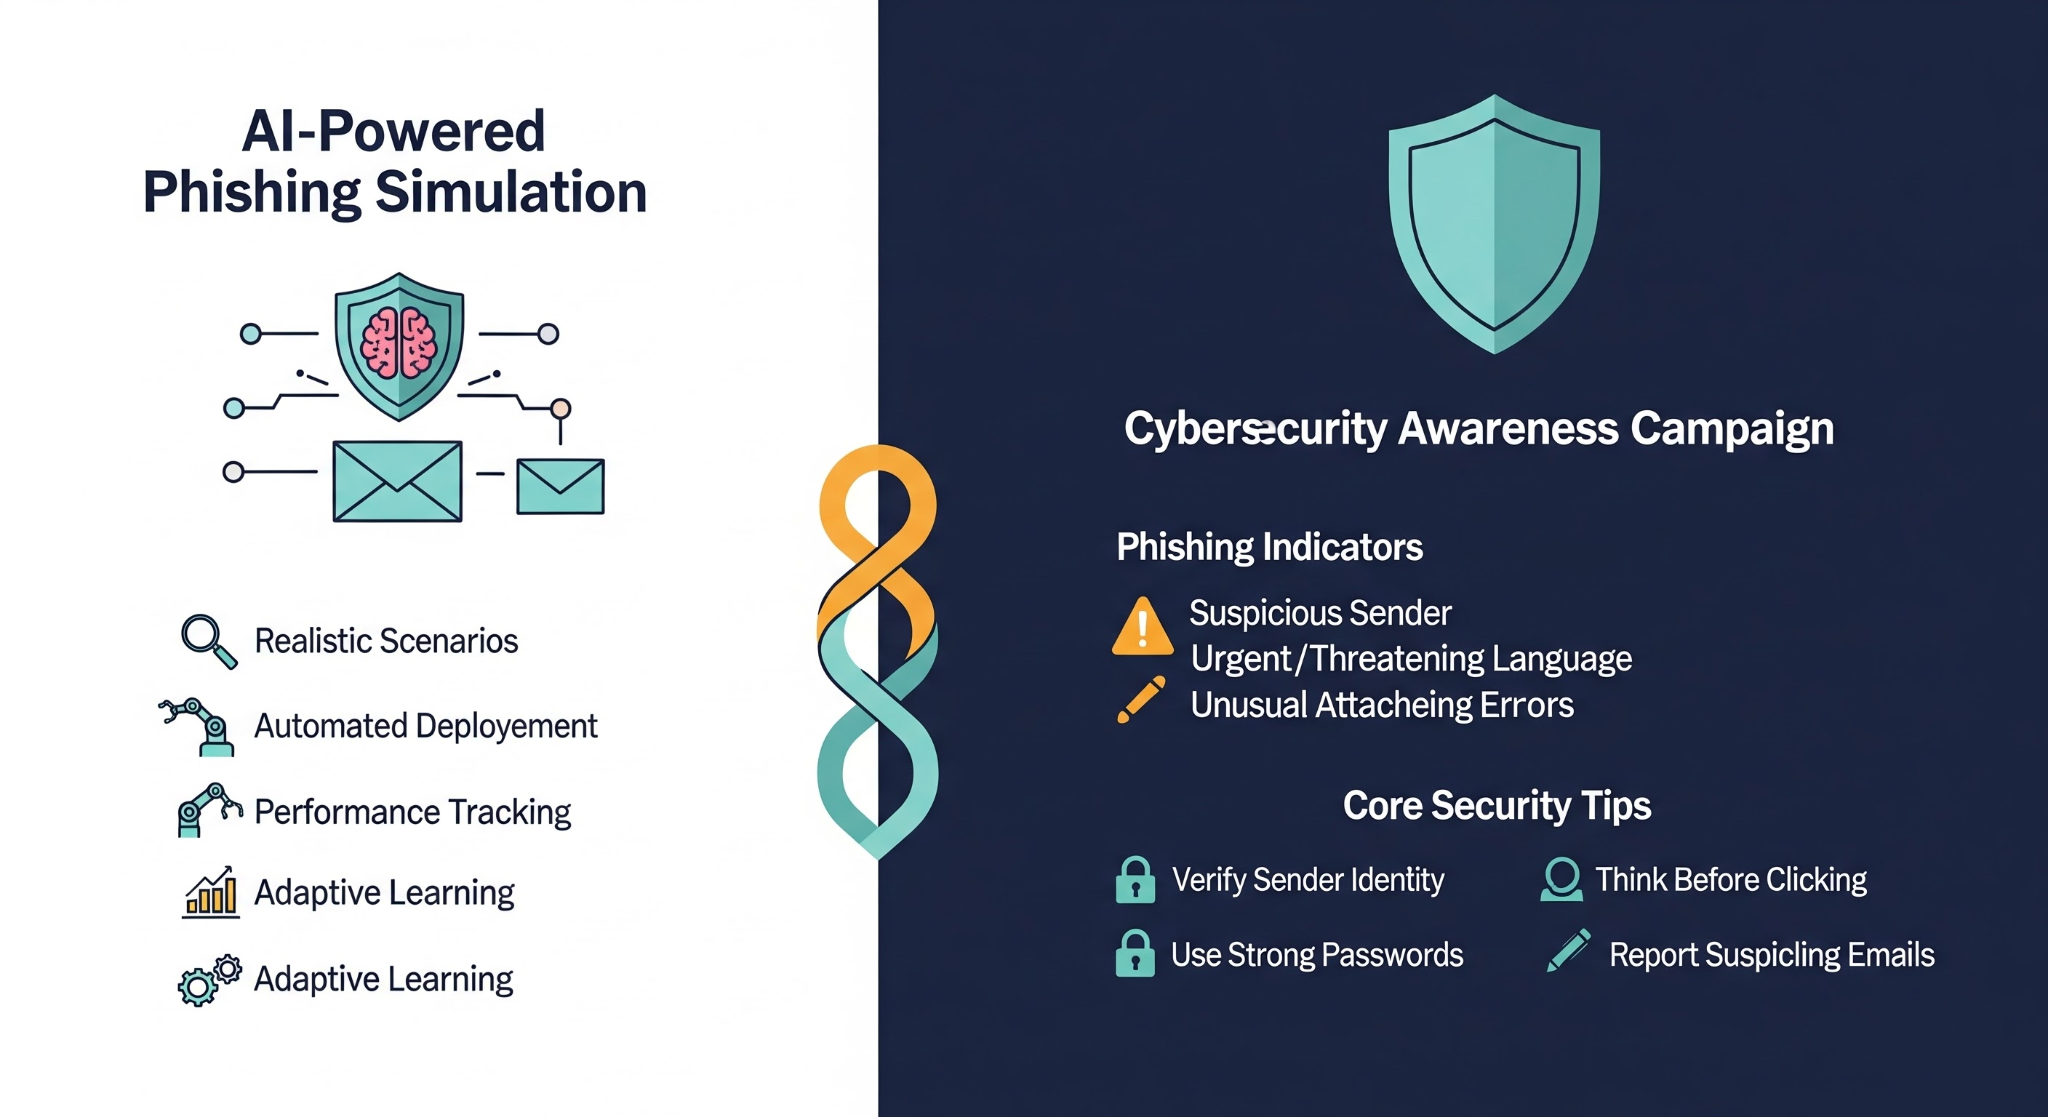 AI-Powered
Phishing Simulation
Realistic Scenarios
Automated Deployement
Performance Tracking
Adaptive Learning
Adaptive Learning
Cybersecurity Awareness Campaign
Phishing Indicators
Suspicious Sender
Urgent/Threatening Language
Unusual Attacheing Errors
Core Security Tips
Verify Sender Identity
Think Before Clicking
Use Strong Passwords
Report Suspicling Emails